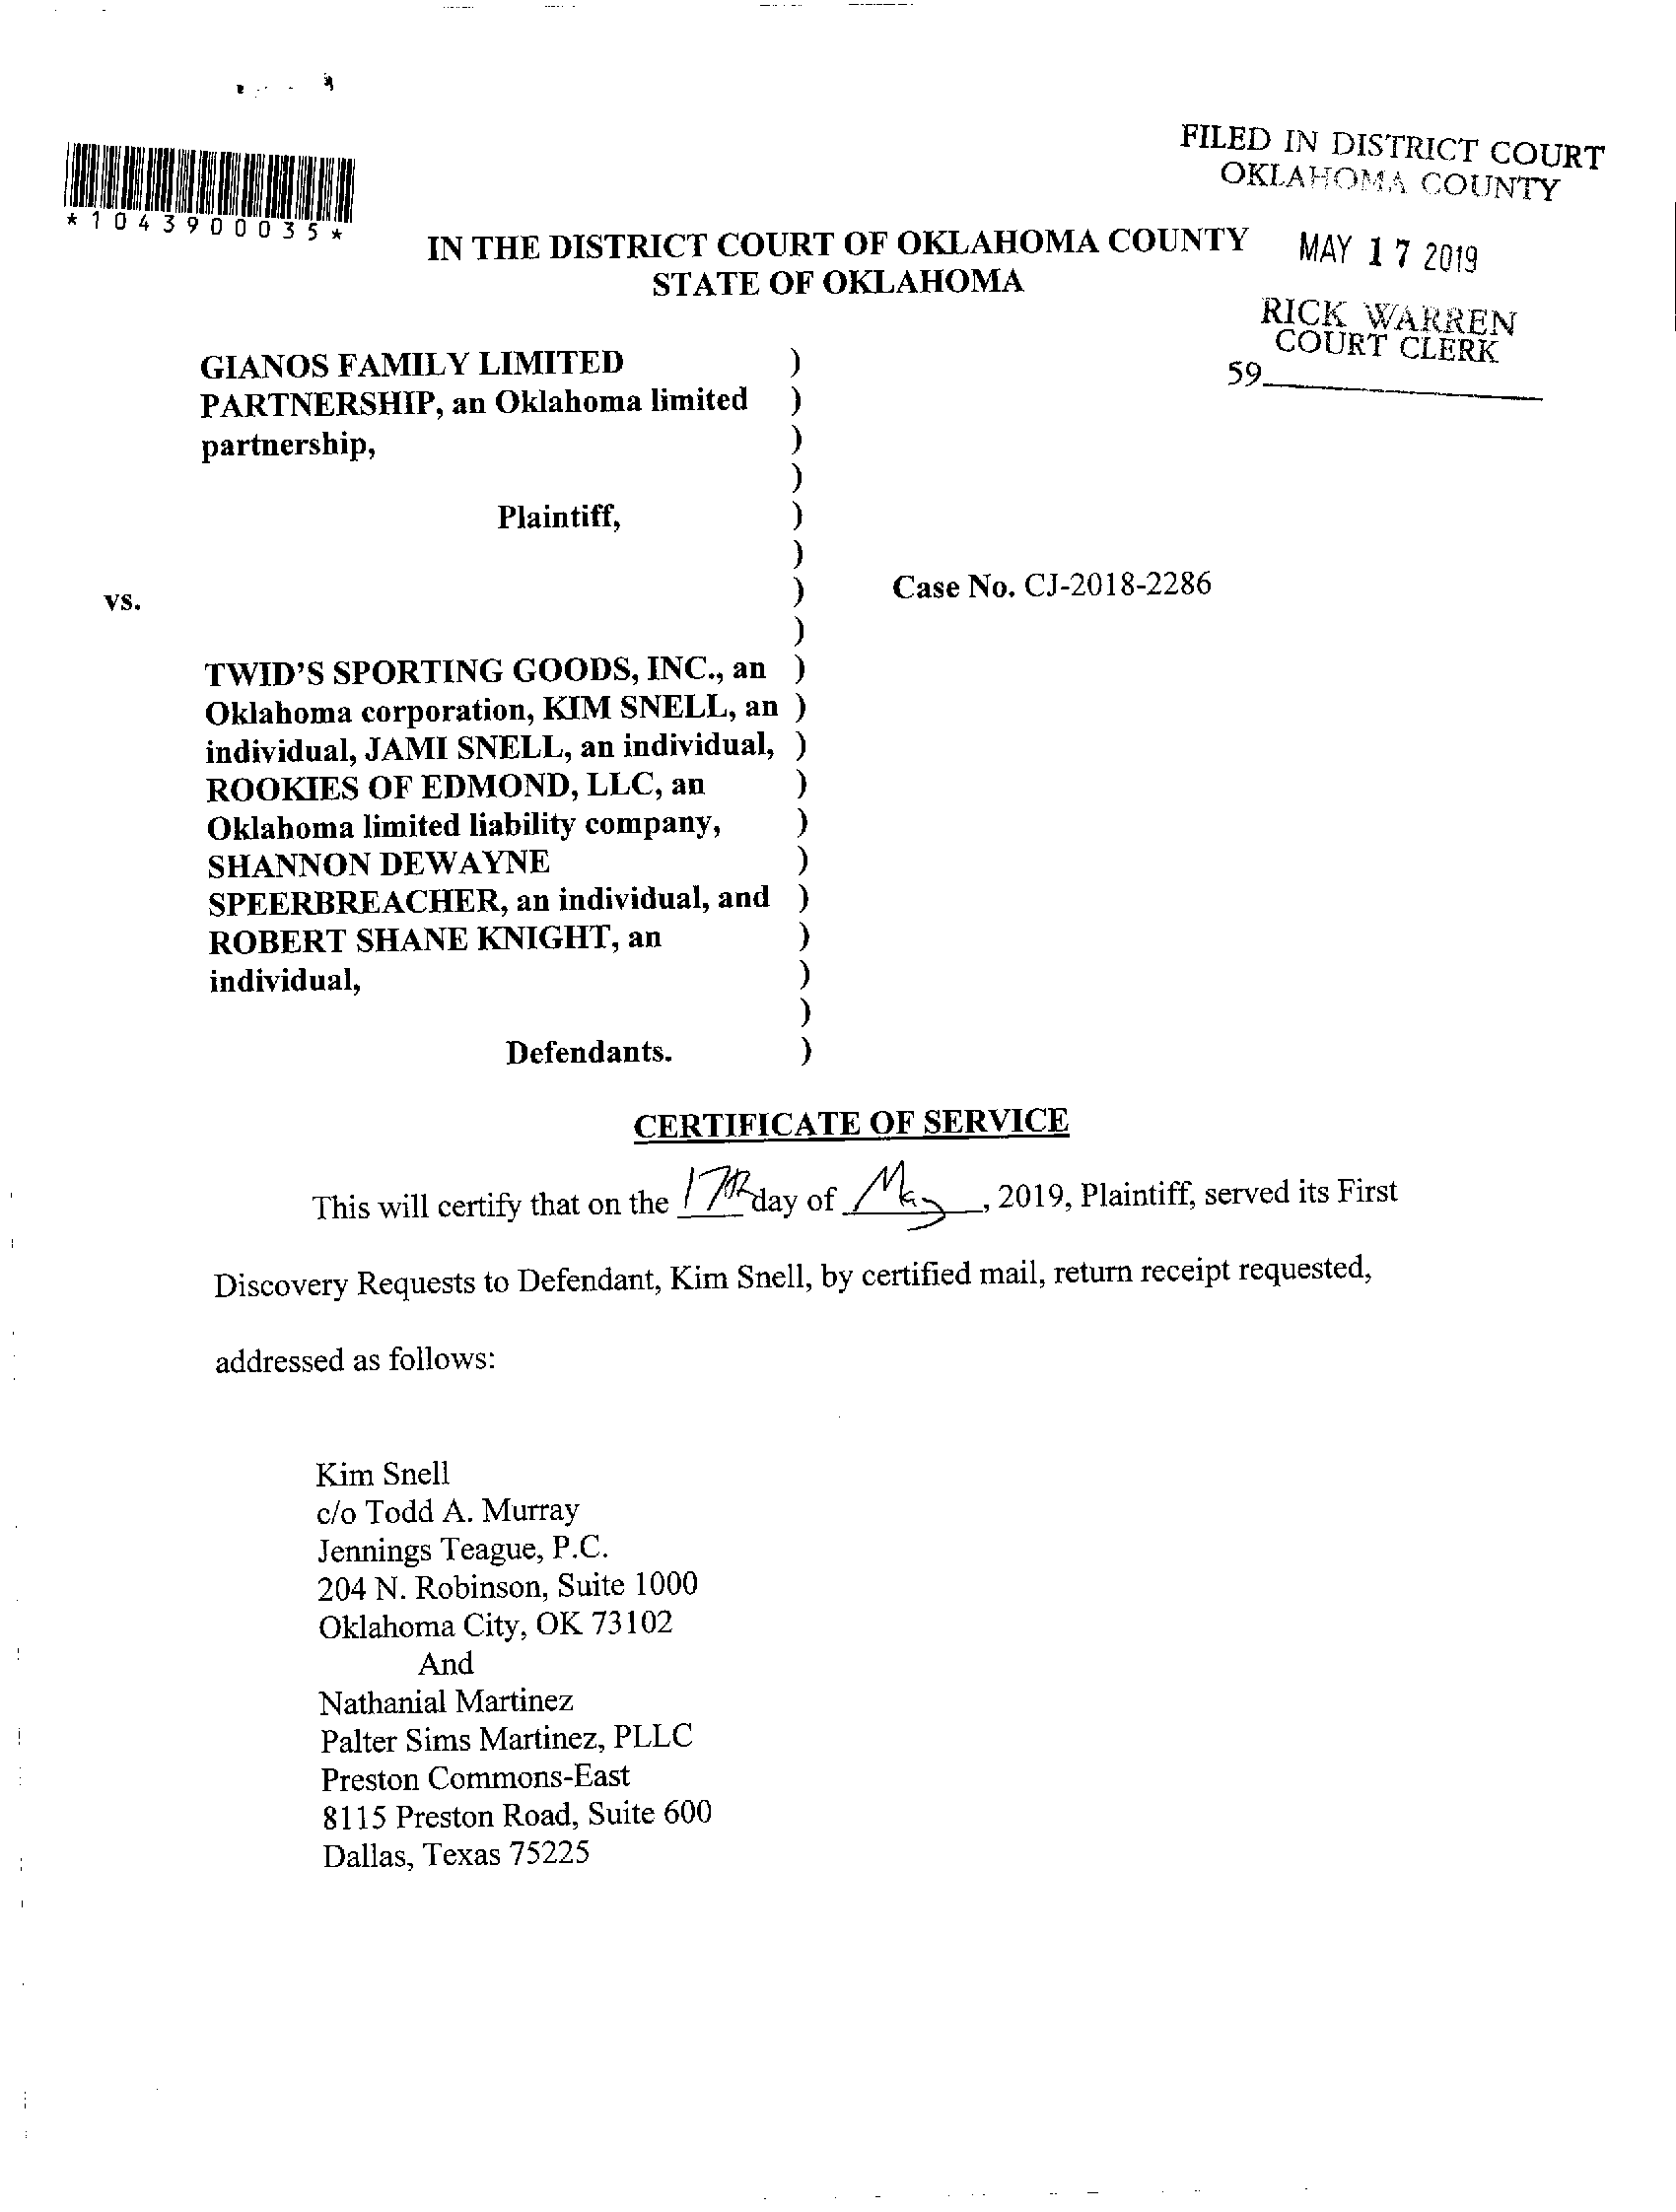 *1043900035*
FILED IN DISTRICT COURT
OKLAHOMA COUNTY
MAY 17 2019
RICK WARREN
COURT CLERK
59
IN THE DISTRICT COURT OF OKLAHOMA COUNTY
STATE OF OKLAHOMA
GIANOS FAMILY LIMITED )
PARTNERSHIP, an Oklahoma limited )
partnership, )
)
Plaintiff, )
)
vs. ) Case No. CJ-2018-2286
)
TWID'S SPORTING GOODS, INC., an )
Oklahoma corporation, KIM SNELL, an )
individual, JAMI SNELL, an individual, )
ROOKIES OF EDMOND, LLC, an )
Oklahoma limited liability company, )
SHANNON DEWAYNE )
SPEERBREACHER, an individual, and )
ROBERT SHANE KNIGHT, an )
individual, )
)
Defendants. )
CERTIFICATE OF SERVICE
This will certify that on the 17th day of May, 2019, Plaintiff, served its First
Discovery Requests to Defendant, Kim Snell, by certified mail, return receipt requested,
addressed as follows:
Kim Snell
c/o Todd A. Murray
Jennings Teague, P.C.
204 N. Robinson, Suite 1000
Oklahoma City, OK 73102
And
Nathanial Martinez
Palter Sims Martinez, PLLC
Preston Commons-East
8115 Preston Road, Suite 600
Dallas, Texas 75225